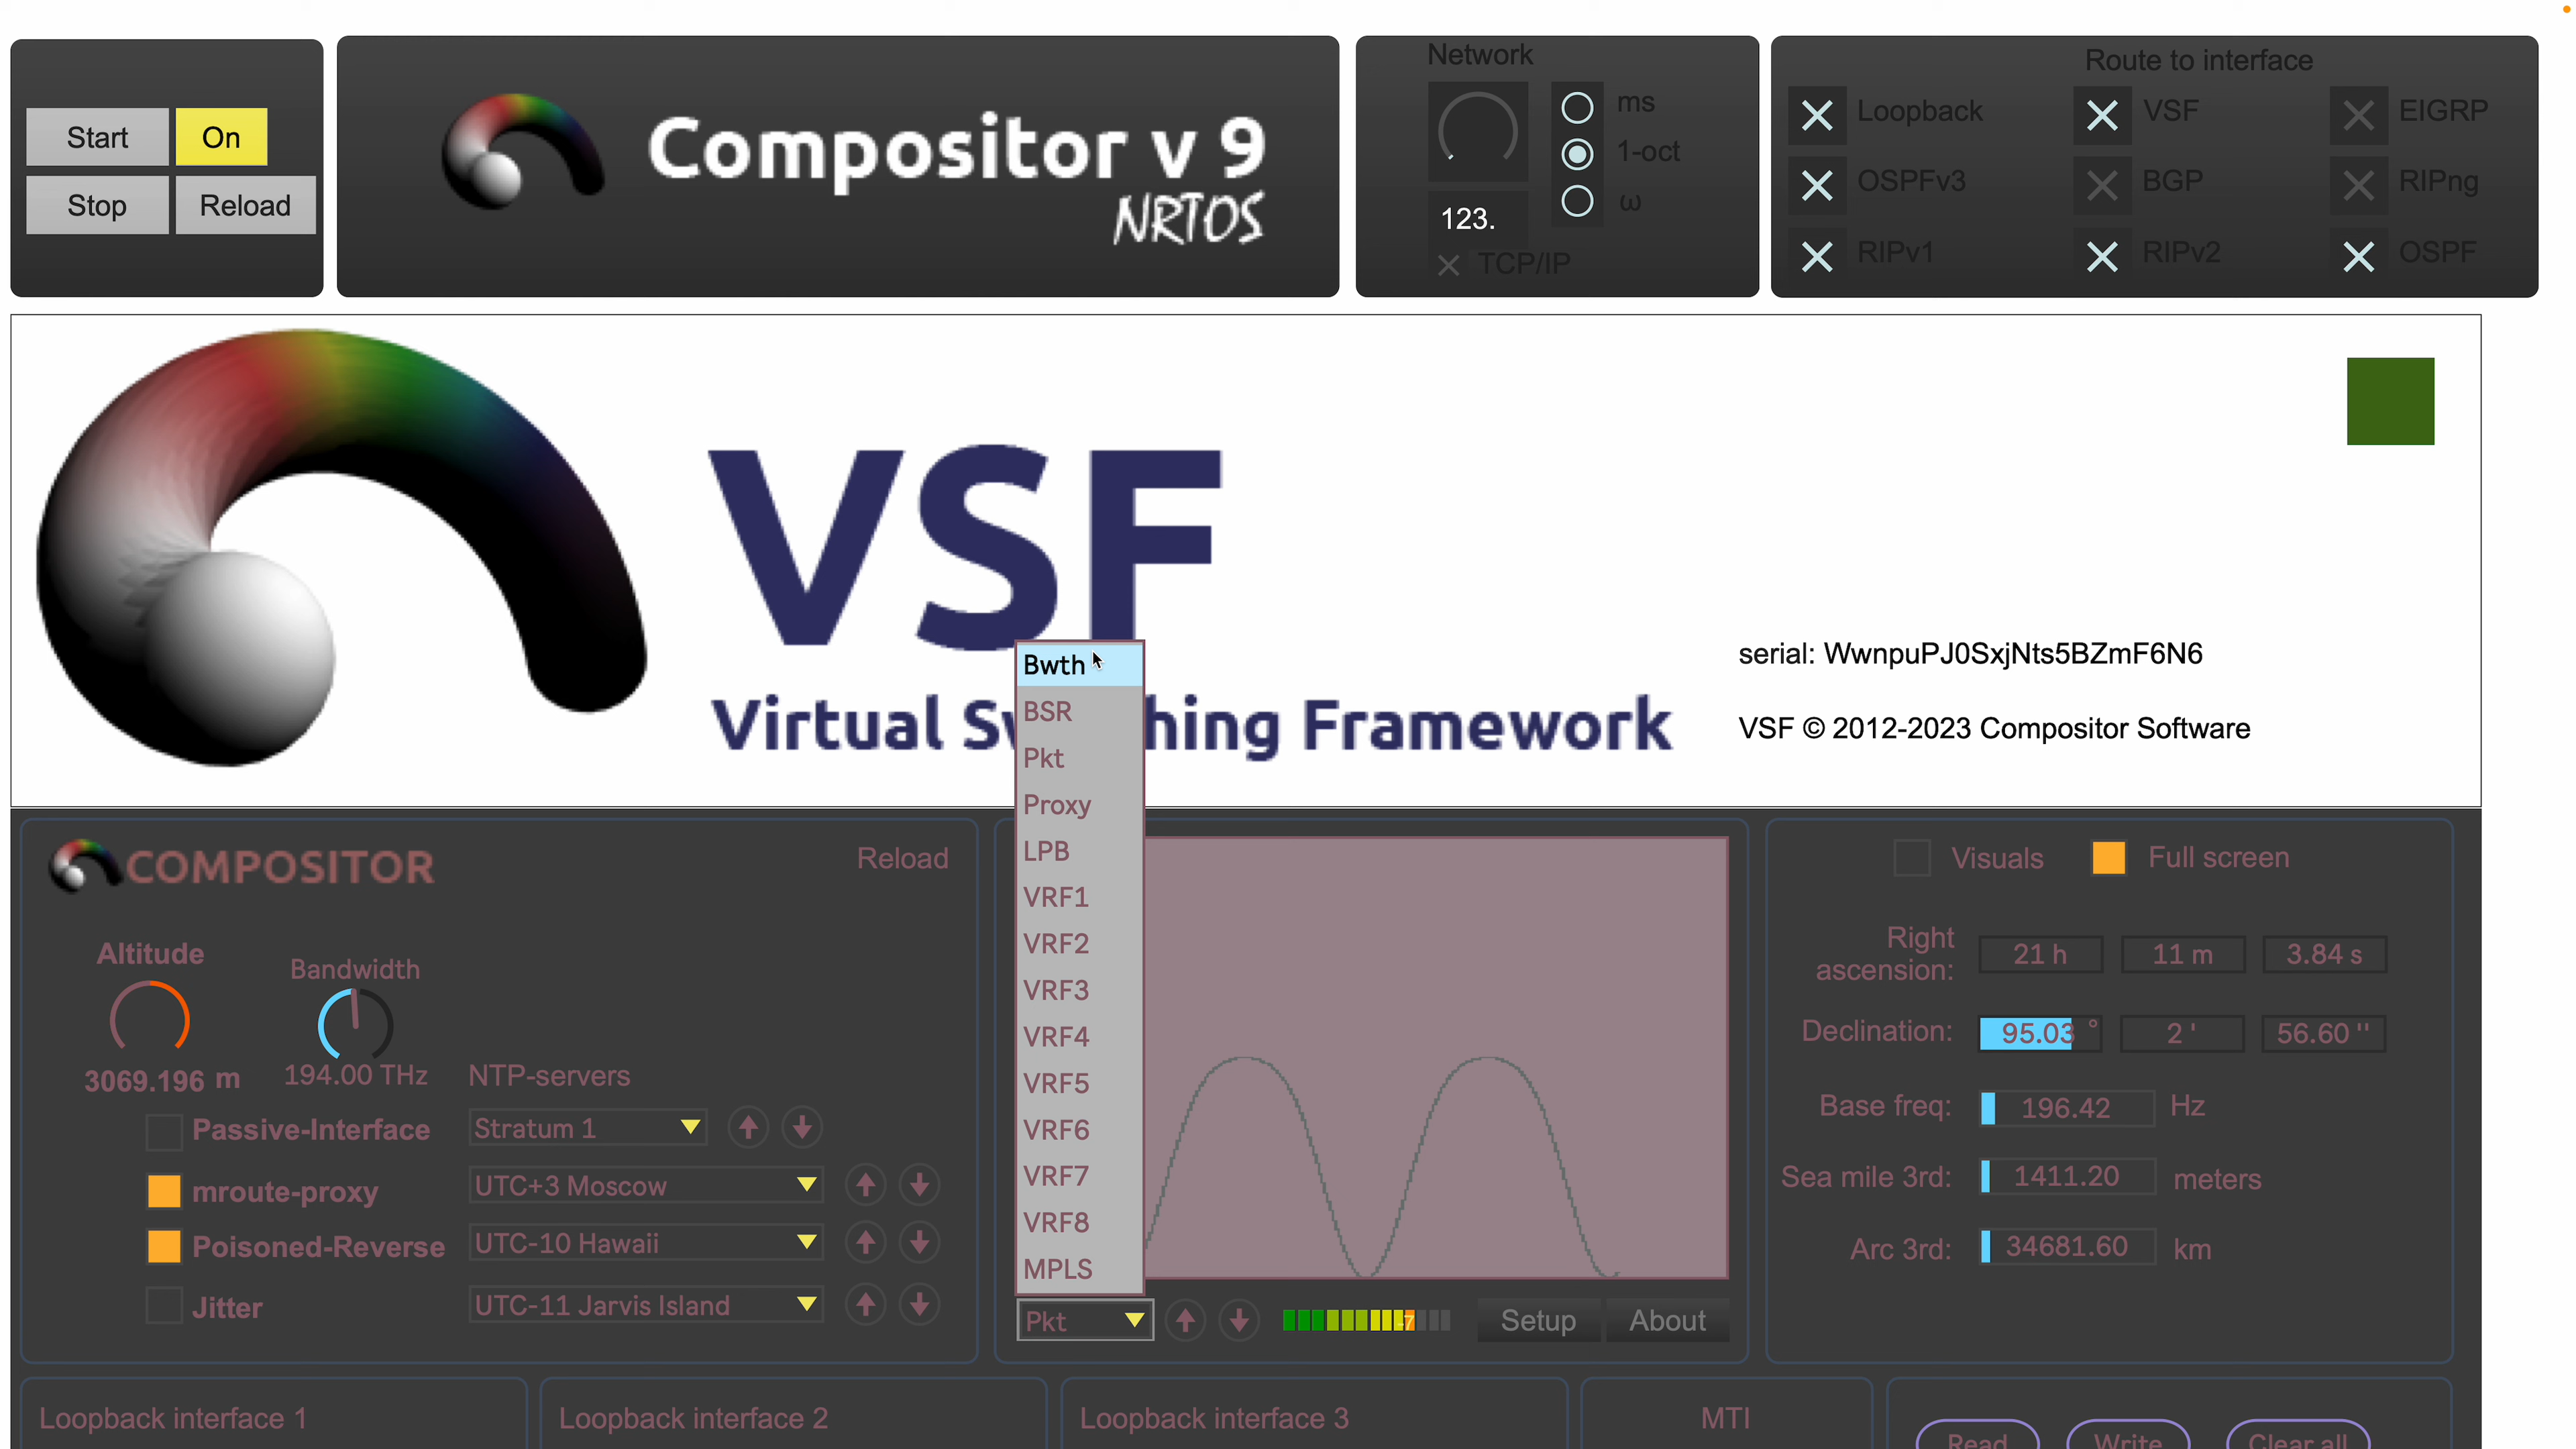 Start
On
Stop
Reload
Compositor v 9
NRTOS
Network
ms
1-oct
ω
123.
TCP/IP
Route to interface
Loopback
VSF
EIGRP
OSPFv3
BGP
RIPng
RIPv1
RIPv2
OSPF
VSF
Virtual Sw hing Framework
serial: WwnpuPJ0SxjNts5BZmF6N6
VSF © 2012-2023 Compositor Software
Bwth
BSR
Pkt
Proxy
LPB
VRF1
VRF2
VRF3
VRF4
VRF5
VRF6
VRF7
VRF8
MPLS
COMPOSITOR
Reload
Altitude
Bandwidth
3069.196 m
194.00 THz
NTP-servers
Passive-Interface
Stratum 1
mroute-proxy
UTC+3 Moscow
Poisoned-Reverse
UTC-10 Hawaii
Jitter
UTC-11 Jarvis Island
Pkt
-7
Setup
About
Visuals
Full screen
Right ascension:
21 h
11 m
3.84 s
Declination:
95.03 °
2 '
56.60 ''
Base freq:
196.42
Hz
Sea mile 3rd:
1411.20
meters
Arc 3rd:
34681.60
km
Loopback interface 1
Loopback interface 2
Loopback interface 3
MTI
Read
Write
Clear all